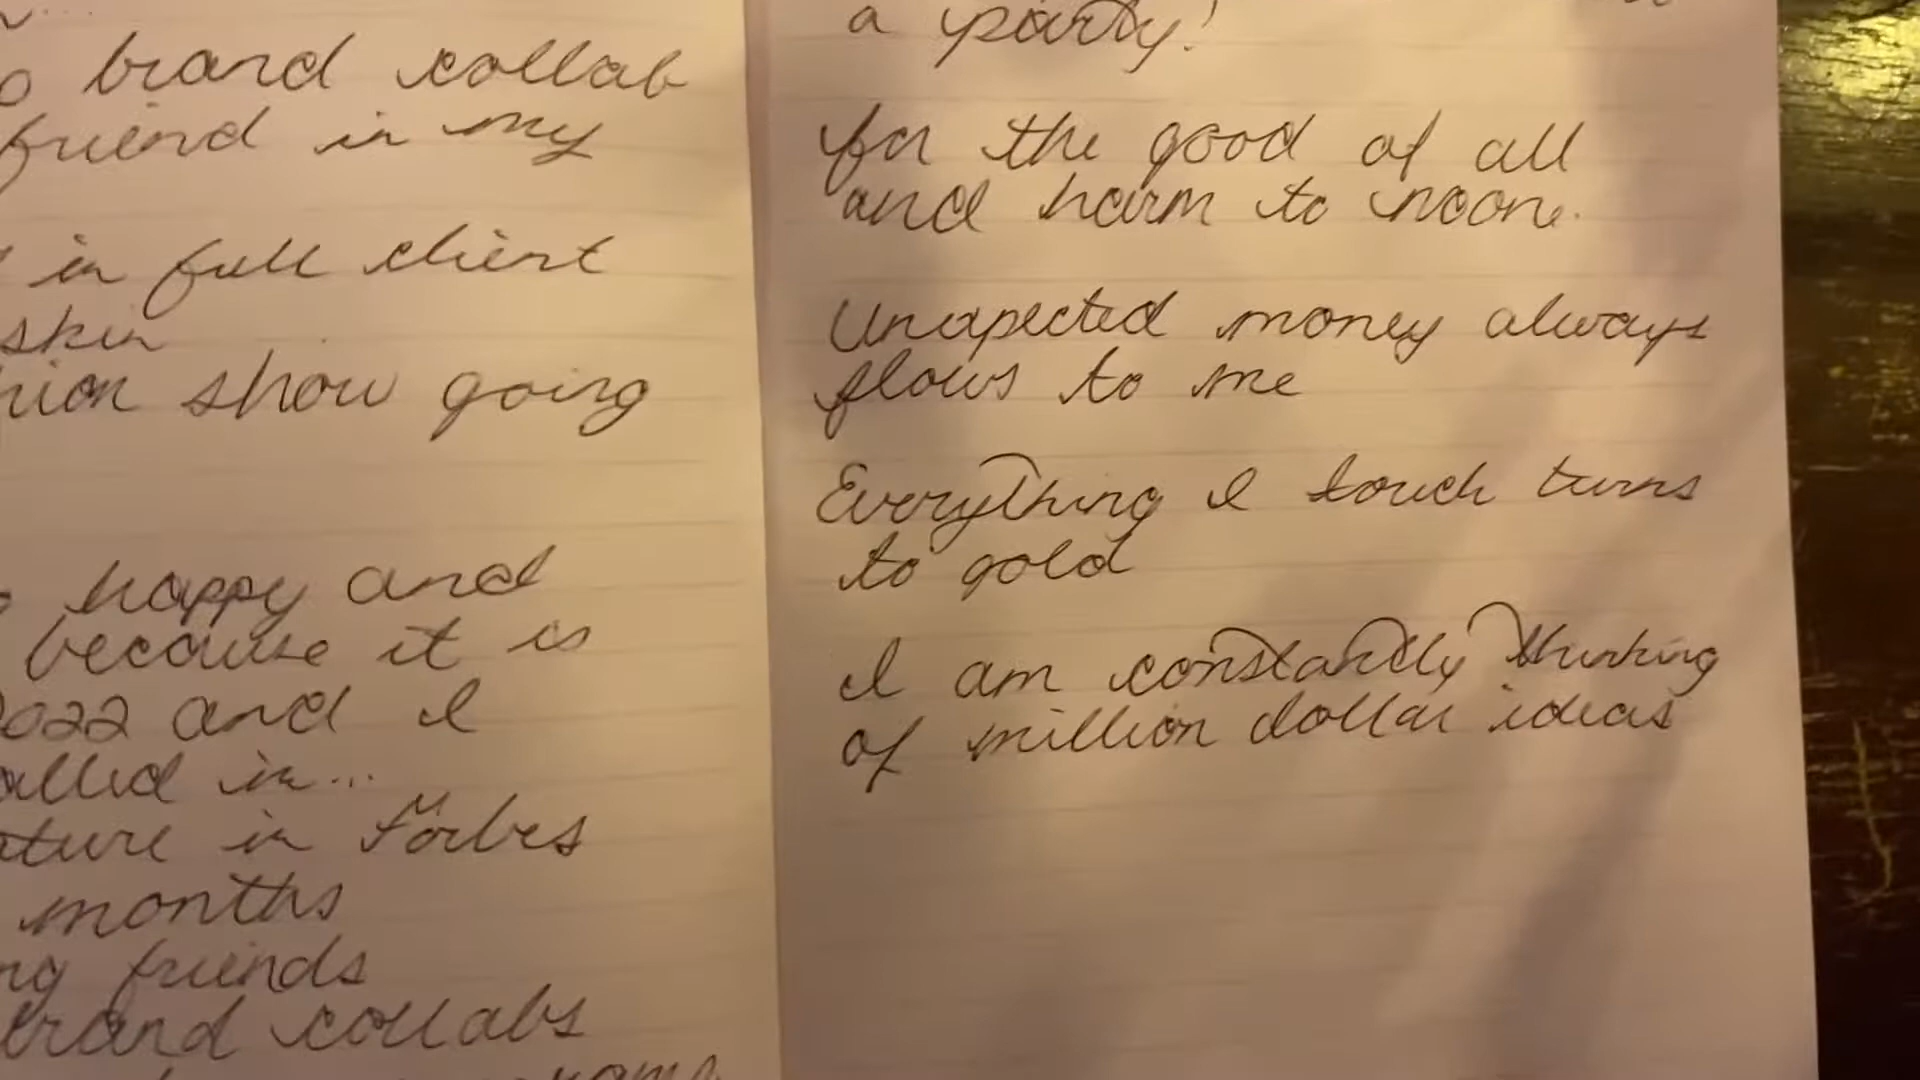 brand collab
friend in my
in full client
skin
show going
happy and
because it is
2022 and I
in...
in Forbes
months
friends
brand collabs
a party!
for the good of all
and harm to noone.
Unexpected money always
flows to me
Everything I touch turns
to gold
I am constantly thinking
of million dollar ideas